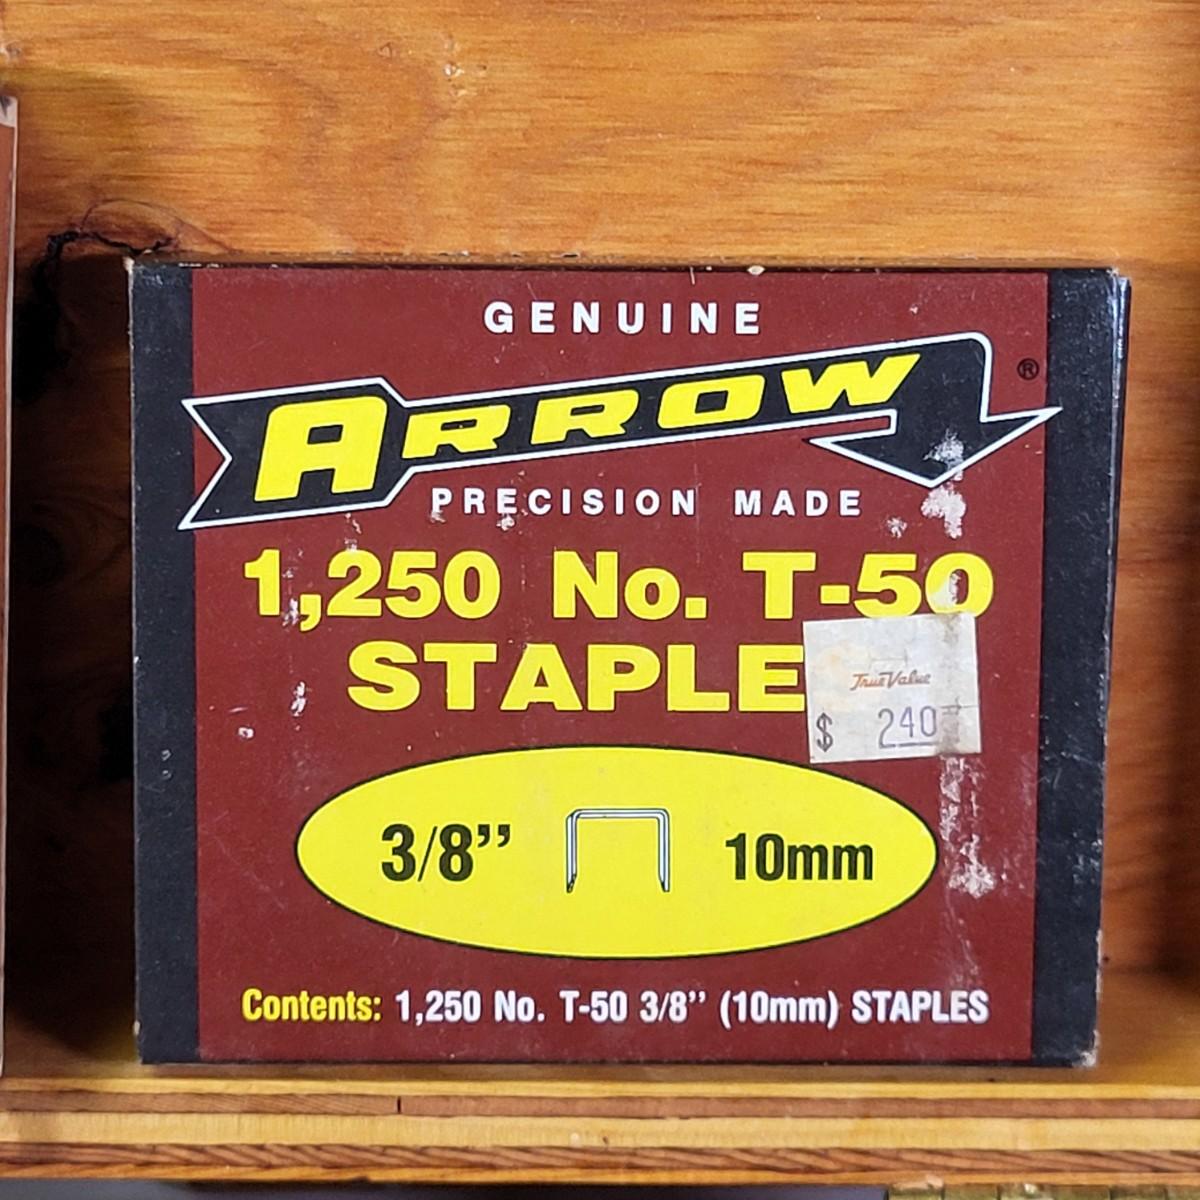 GENUINE
ARROW ®
PRECISION MADE
1,250 No. T-50
STAPLE
True Value
$ 240
3/8” 10mm
Contents: 1,250 No. T-50 3/8” (10mm) STAPLES